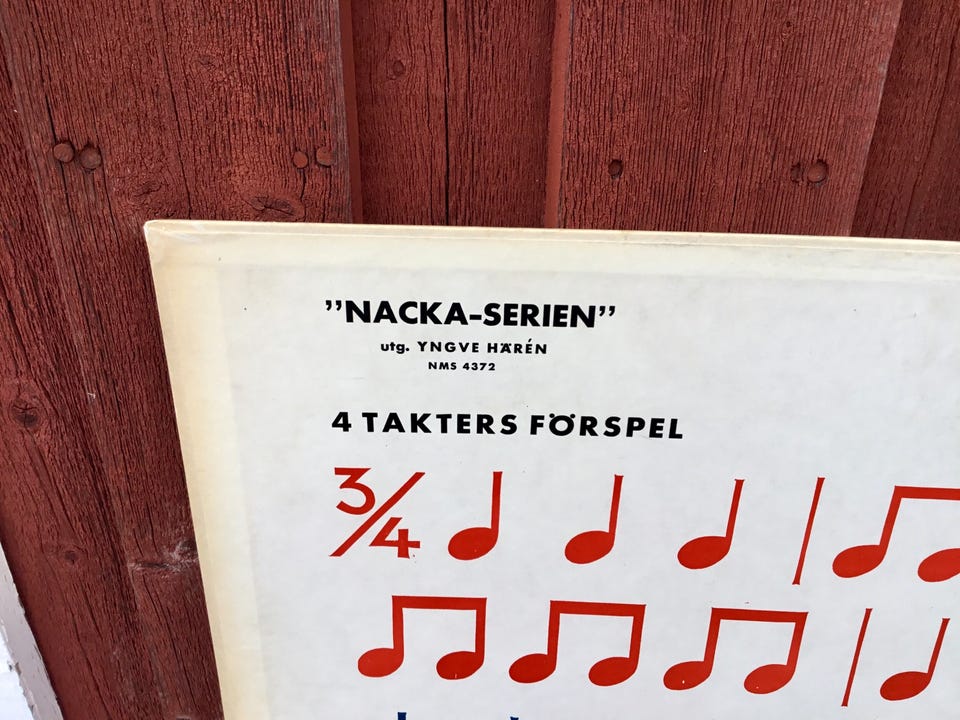 ”NACKA-SERIEN”
utg. YNGVE HÄRÉN
NMS 4372
4 TAKTERS FÖRSPEL
3/4